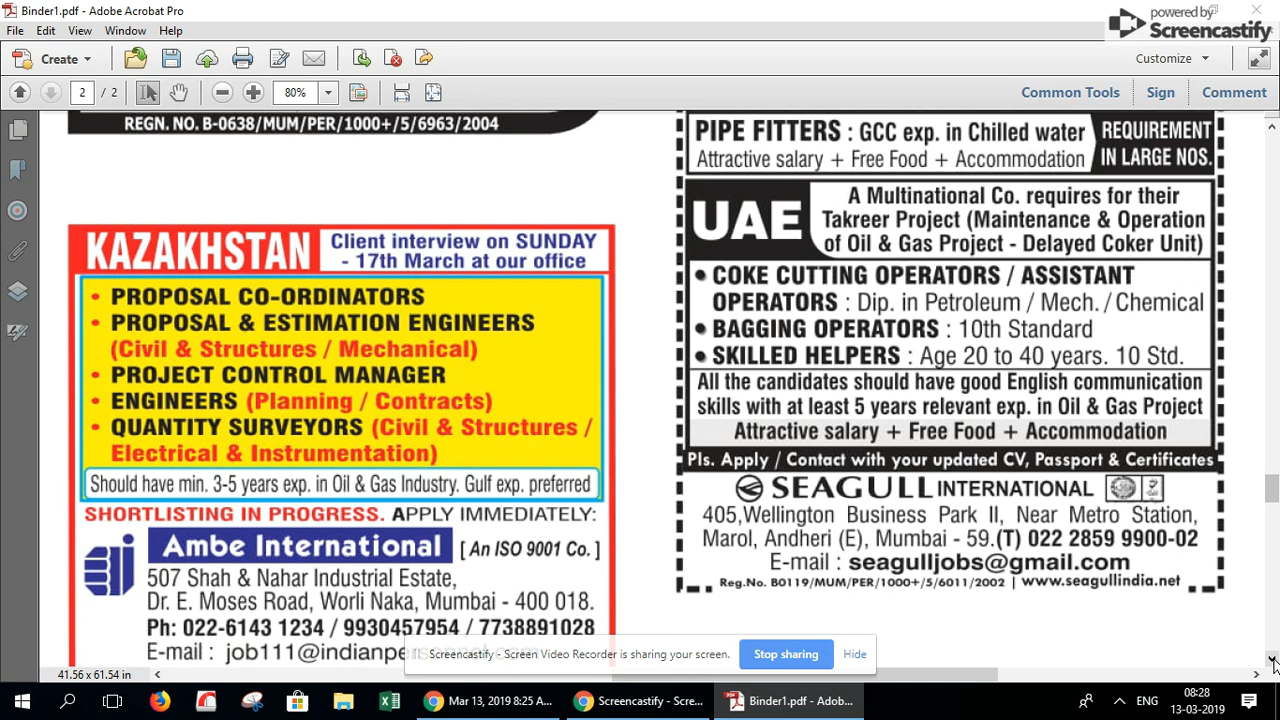 Binder1.pdf - Adobe Acrobat Pro
powered by
Screencastify
File Edit View Window Help
Create
Customize
2 / 2
80%
Common Tools
Sign
Comment
REGN. NO. B-0638/MUM/PER/1000+/5/6963/2004
KAZAKHSTAN
Client interview on SUNDAY
- 17th March at our office
• PROPOSAL CO-ORDINATORS
• PROPOSAL & ESTIMATION ENGINEERS
(Civil & Structures / Mechanical)
• PROJECT CONTROL MANAGER
• ENGINEERS (Planning / Contracts)
• QUANTITY SURVEYORS (Civil & Structures /
Electrical & Instrumentation)
Should have min. 3-5 years exp. in Oil & Gas Industry. Gulf exp. preferred
SHORTLISTING IN PROGRESS. APPLY IMMEDIATELY:
Ambe International [ An ISO 9001 Co. ]
507 Shah & Nahar Industrial Estate,
Dr. E. Moses Road, Worli Naka, Mumbai - 400 018.
Ph: 022-6143 1234 / 9930457954 / 7738891028
E-mail :
PIPE FITTERS : GCC exp. in Chilled water
Attractive salary + Free Food + Accommodation
REQUIREMENT
IN LARGE NOS.
UAE
A Multinational Co. requires for their
Takreer Project (Maintenance & Operation
of Oil & Gas Project - Delayed Coker Unit)
• COKE CUTTING OPERATORS / ASSISTANT
OPERATORS : Dip. in Petroleum / Mech. / Chemical
• BAGGING OPERATORS : 10th Standard
• SKILLED HELPERS : Age 20 to 40 years. 10 Std.
All the candidates should have good English communication
skills with at least 5 years relevant exp. in Oil & Gas Project
Attractive salary + Free Food + Accommodation
Pls. Apply / Contact with your updated CV, Passport & Certificates
SEAGULL INTERNATIONAL
405,Wellington Business Park II, Near Metro Station,
Marol, Andheri (E), Mumbai - 59.(T) 022 2859 9900-02
E-mail : seagulljobs@gmail.com
Reg.No. B0119/MUM/PER/1000+/5/6011/2002 | www.seagullindia.net
Screencastify - Screen Video Recorder is sharing your screen.
Stop sharing
Hide
41.56 x 61.54 in
Mar 13, 2019 8:25 A...
Screencastify - Scre...
Binder1.pdf - Adob...
ENG
08:28
13-03-2019